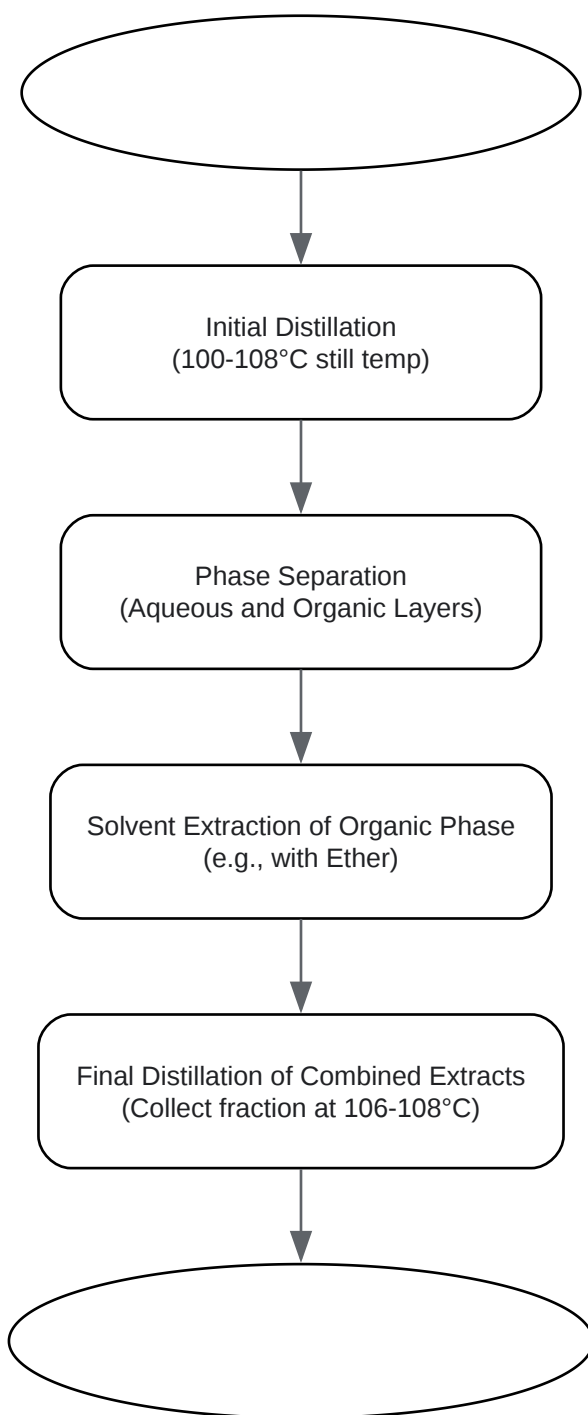 Initial Distillation
(100-108°C still temp)
Phase Separation
(Aqueous and Organic Layers)
Solvent Extraction of Organic Phase
(e.g., with Ether)
Final Distillation of Combined Extracts
(Collect fraction at 106-108°C)